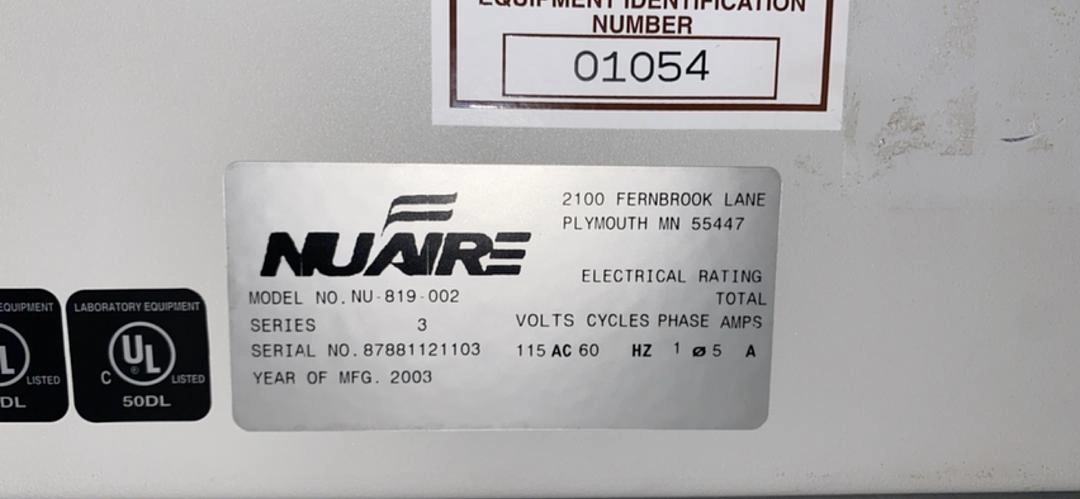 EQUIPMENT IDENTIFICATION
NUMBER
01054
NUAIRE
2100 FERNBROOK LANE
PLYMOUTH MN 55447
ELECTRICAL RATING
TOTAL
MODEL NO. NU-819-002
VOLTS CYCLES PHASE AMPS
SERIES 3
SERIAL NO. 87881121103
115 AC 60 HZ 1 ø 5 A
YEAR OF MFG. 2003
EQUIPMENT
L
LISTED
DL
LABORATORY EQUIPMENT
UL
®
C LISTED
50DL